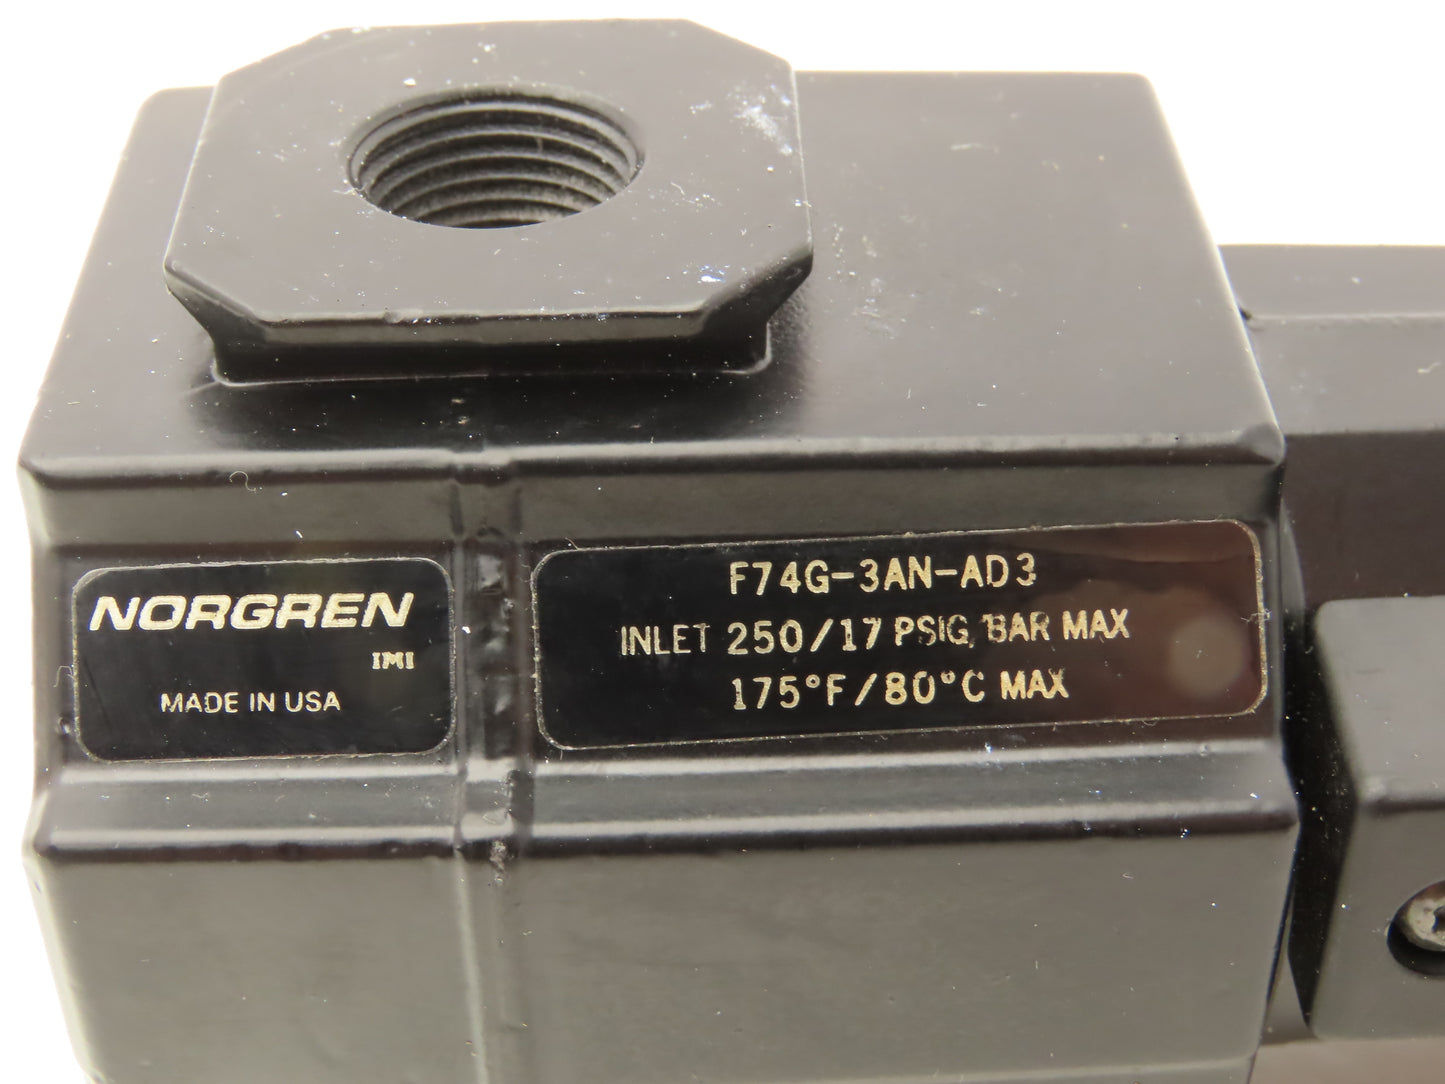 NORGREN
IMI
MADE IN USA
F74G-3AN-AD3
INLET 250/17 PSIG/BAR MAX
175°F/80°C MAX